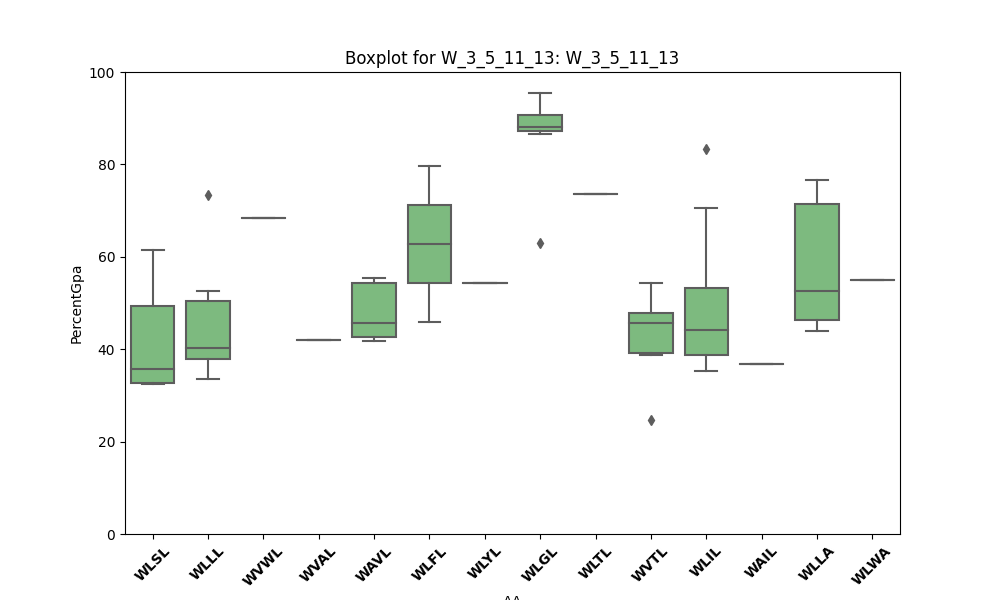 Boxplot for W_3_5_11_13: W_3_5_11_13
PercentGpa
100
80
60
40
20
0
WLSL
WLLL
WVWL
WVAL
WAVL
WLFL
WLYL
WLGL
WLTL
WVTL
WLIL
WAIL
WLLA
WLWA
AA